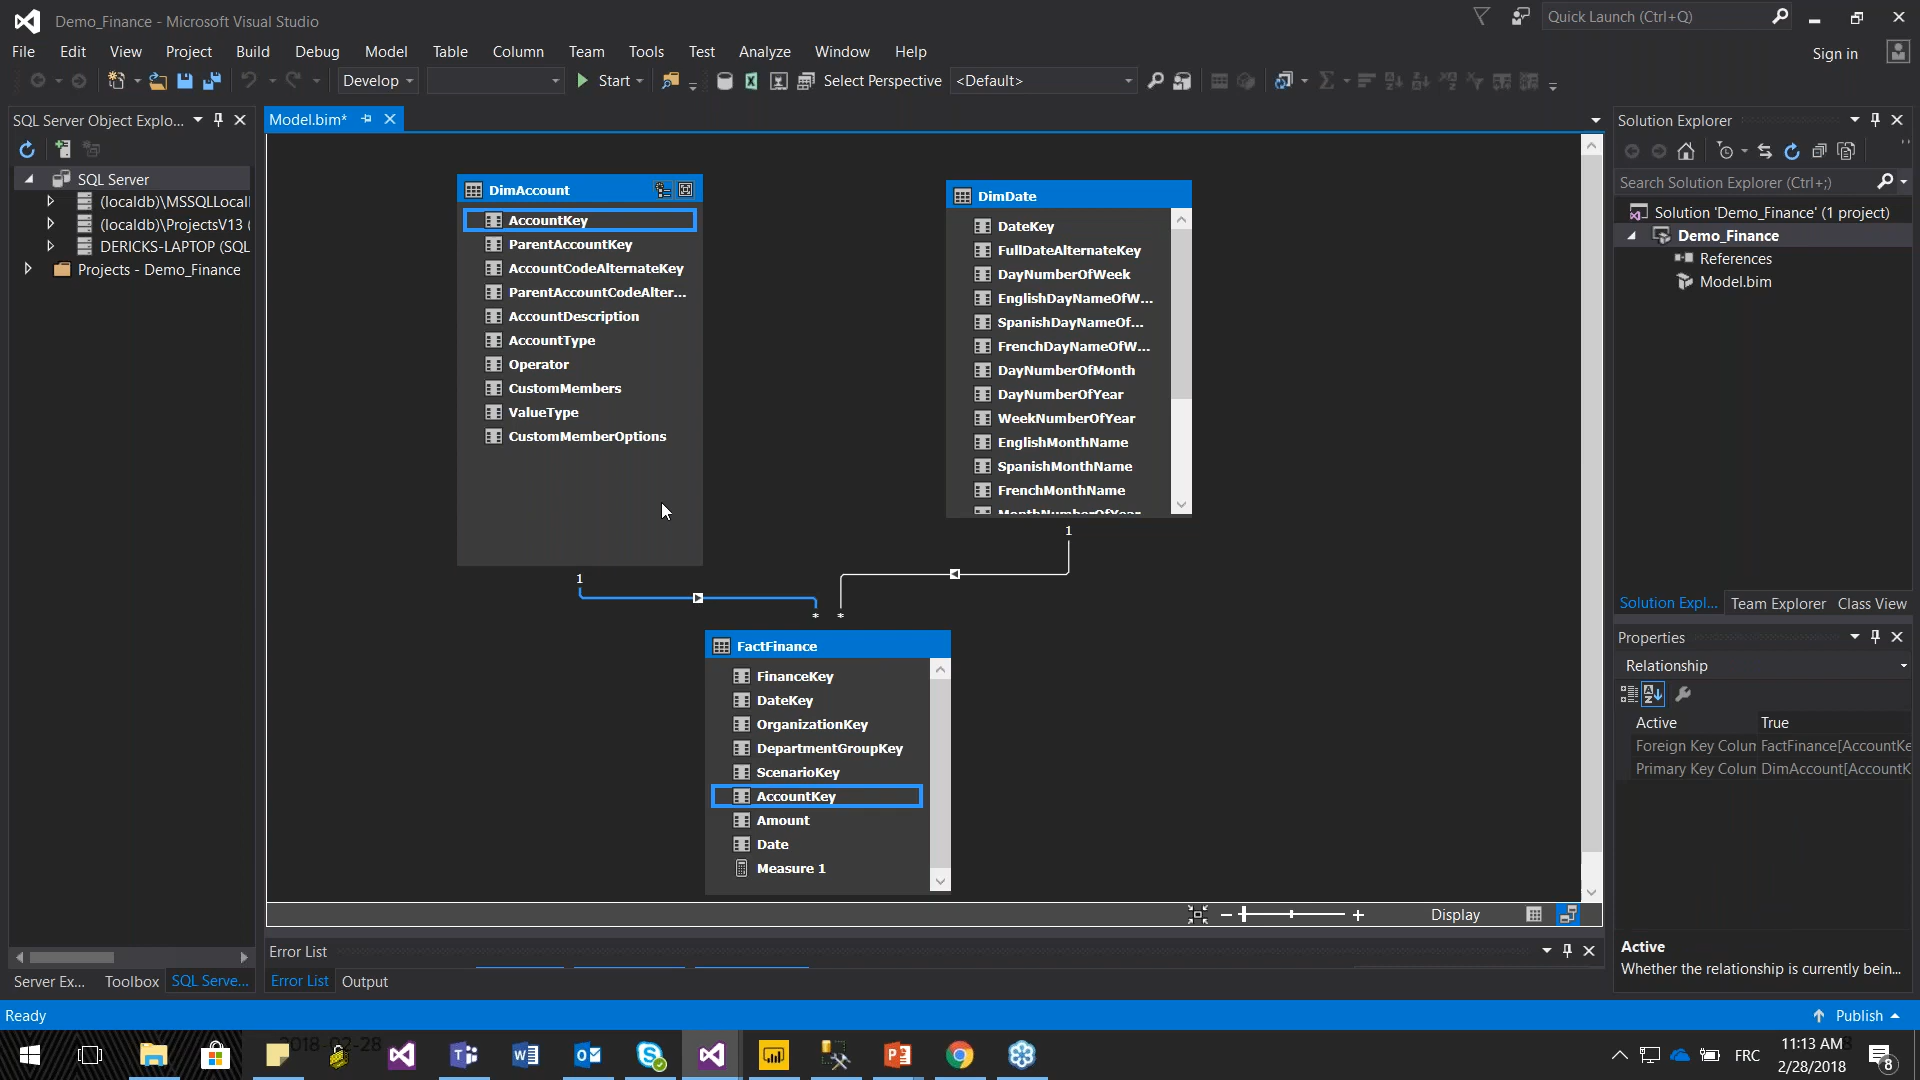 Demo_Finance - Microsoft Visual Studio
Quick Launch (Ctrl+Q)
File Edit View Project Build Debug Model Table Column Team Tools Test Analyze Window Help
Sign in
Develop
Start
Select Perspective
<Default>
SQL Server Object Explo...
SQL Server
(localdb)\MSSQLLocal
(localdb)\ProjectsV13 (
DERICKS-LAPTOP (SQL
Projects - Demo_Finance
Server Ex... Toolbox SQL Serve...
Model.bim*
DimAccount
AccountKey
ParentAccountKey
AccountCodeAlternateKey
ParentAccountCodeAlter...
AccountDescription
AccountType
Operator
CustomMembers
ValueType
CustomMemberOptions
DimDate
DateKey
FullDateAlternateKey
DayNumberOfWeek
EnglishDayNameOfW...
SpanishDayNameOf...
FrenchDayNameOfW...
DayNumberOfMonth
DayNumberOfYear
WeekNumberOfYear
EnglishMonthName
SpanishMonthName
FrenchMonthName
MonthNumberOfYear
1
1
* *
FactFinance
FinanceKey
DateKey
OrganizationKey
DepartmentGroupKey
ScenarioKey
AccountKey
Amount
Date
Measure 1
Display
Error List
Error List Output
Solution Explorer
Search Solution Explorer (Ctrl+;)
Solution 'Demo_Finance' (1 project)
Demo_Finance
References
Model.bim
Solution Expl... Team Explorer Class View
Properties
Relationship
Active True
Foreign Key Colum FactFinance[AccountKe
Primary Key Colum DimAccount[AccountK
Active
Whether the relationship is currently bein...
Ready
Publish
2018-02-28
FRC
11:13 AM
2/28/2018
8